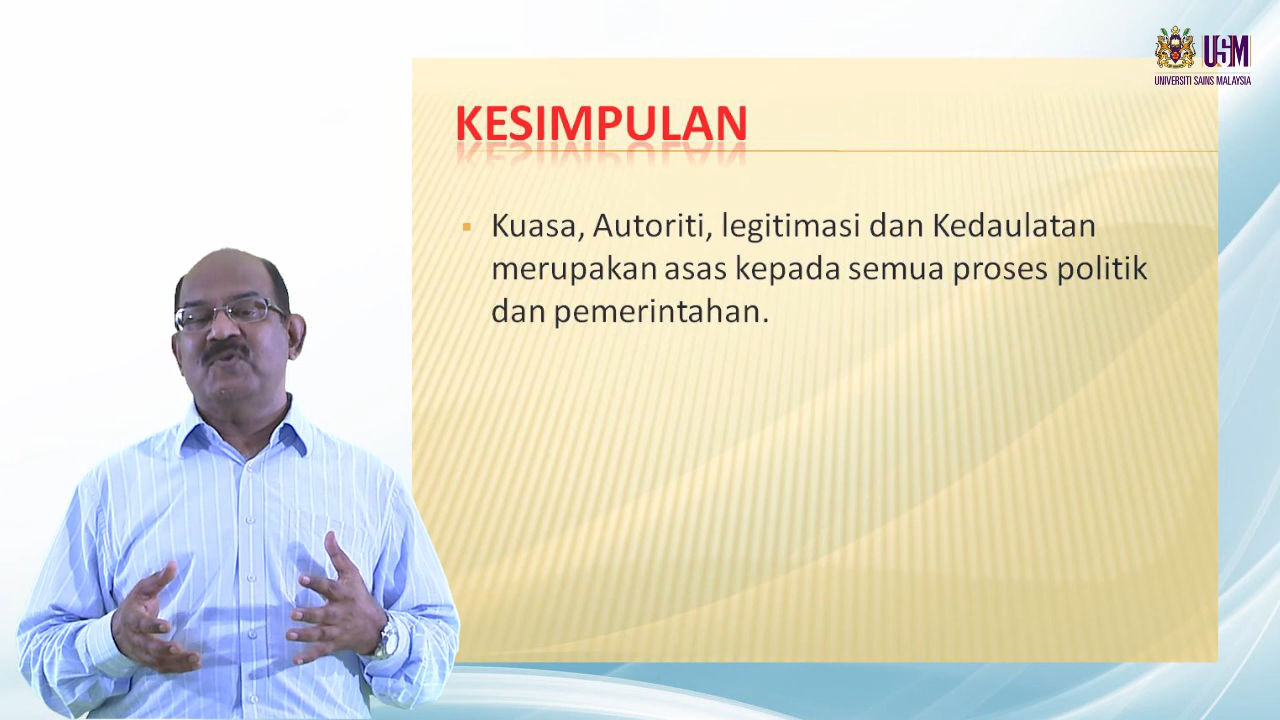 USM
UNIVERSITI SAINS MALAYSIA
KESIMPULAN
Kuasa, Autoriti, legitimasi dan Kedaulatan
merupakan asas kepada semua proses politik
dan pemerintahan.